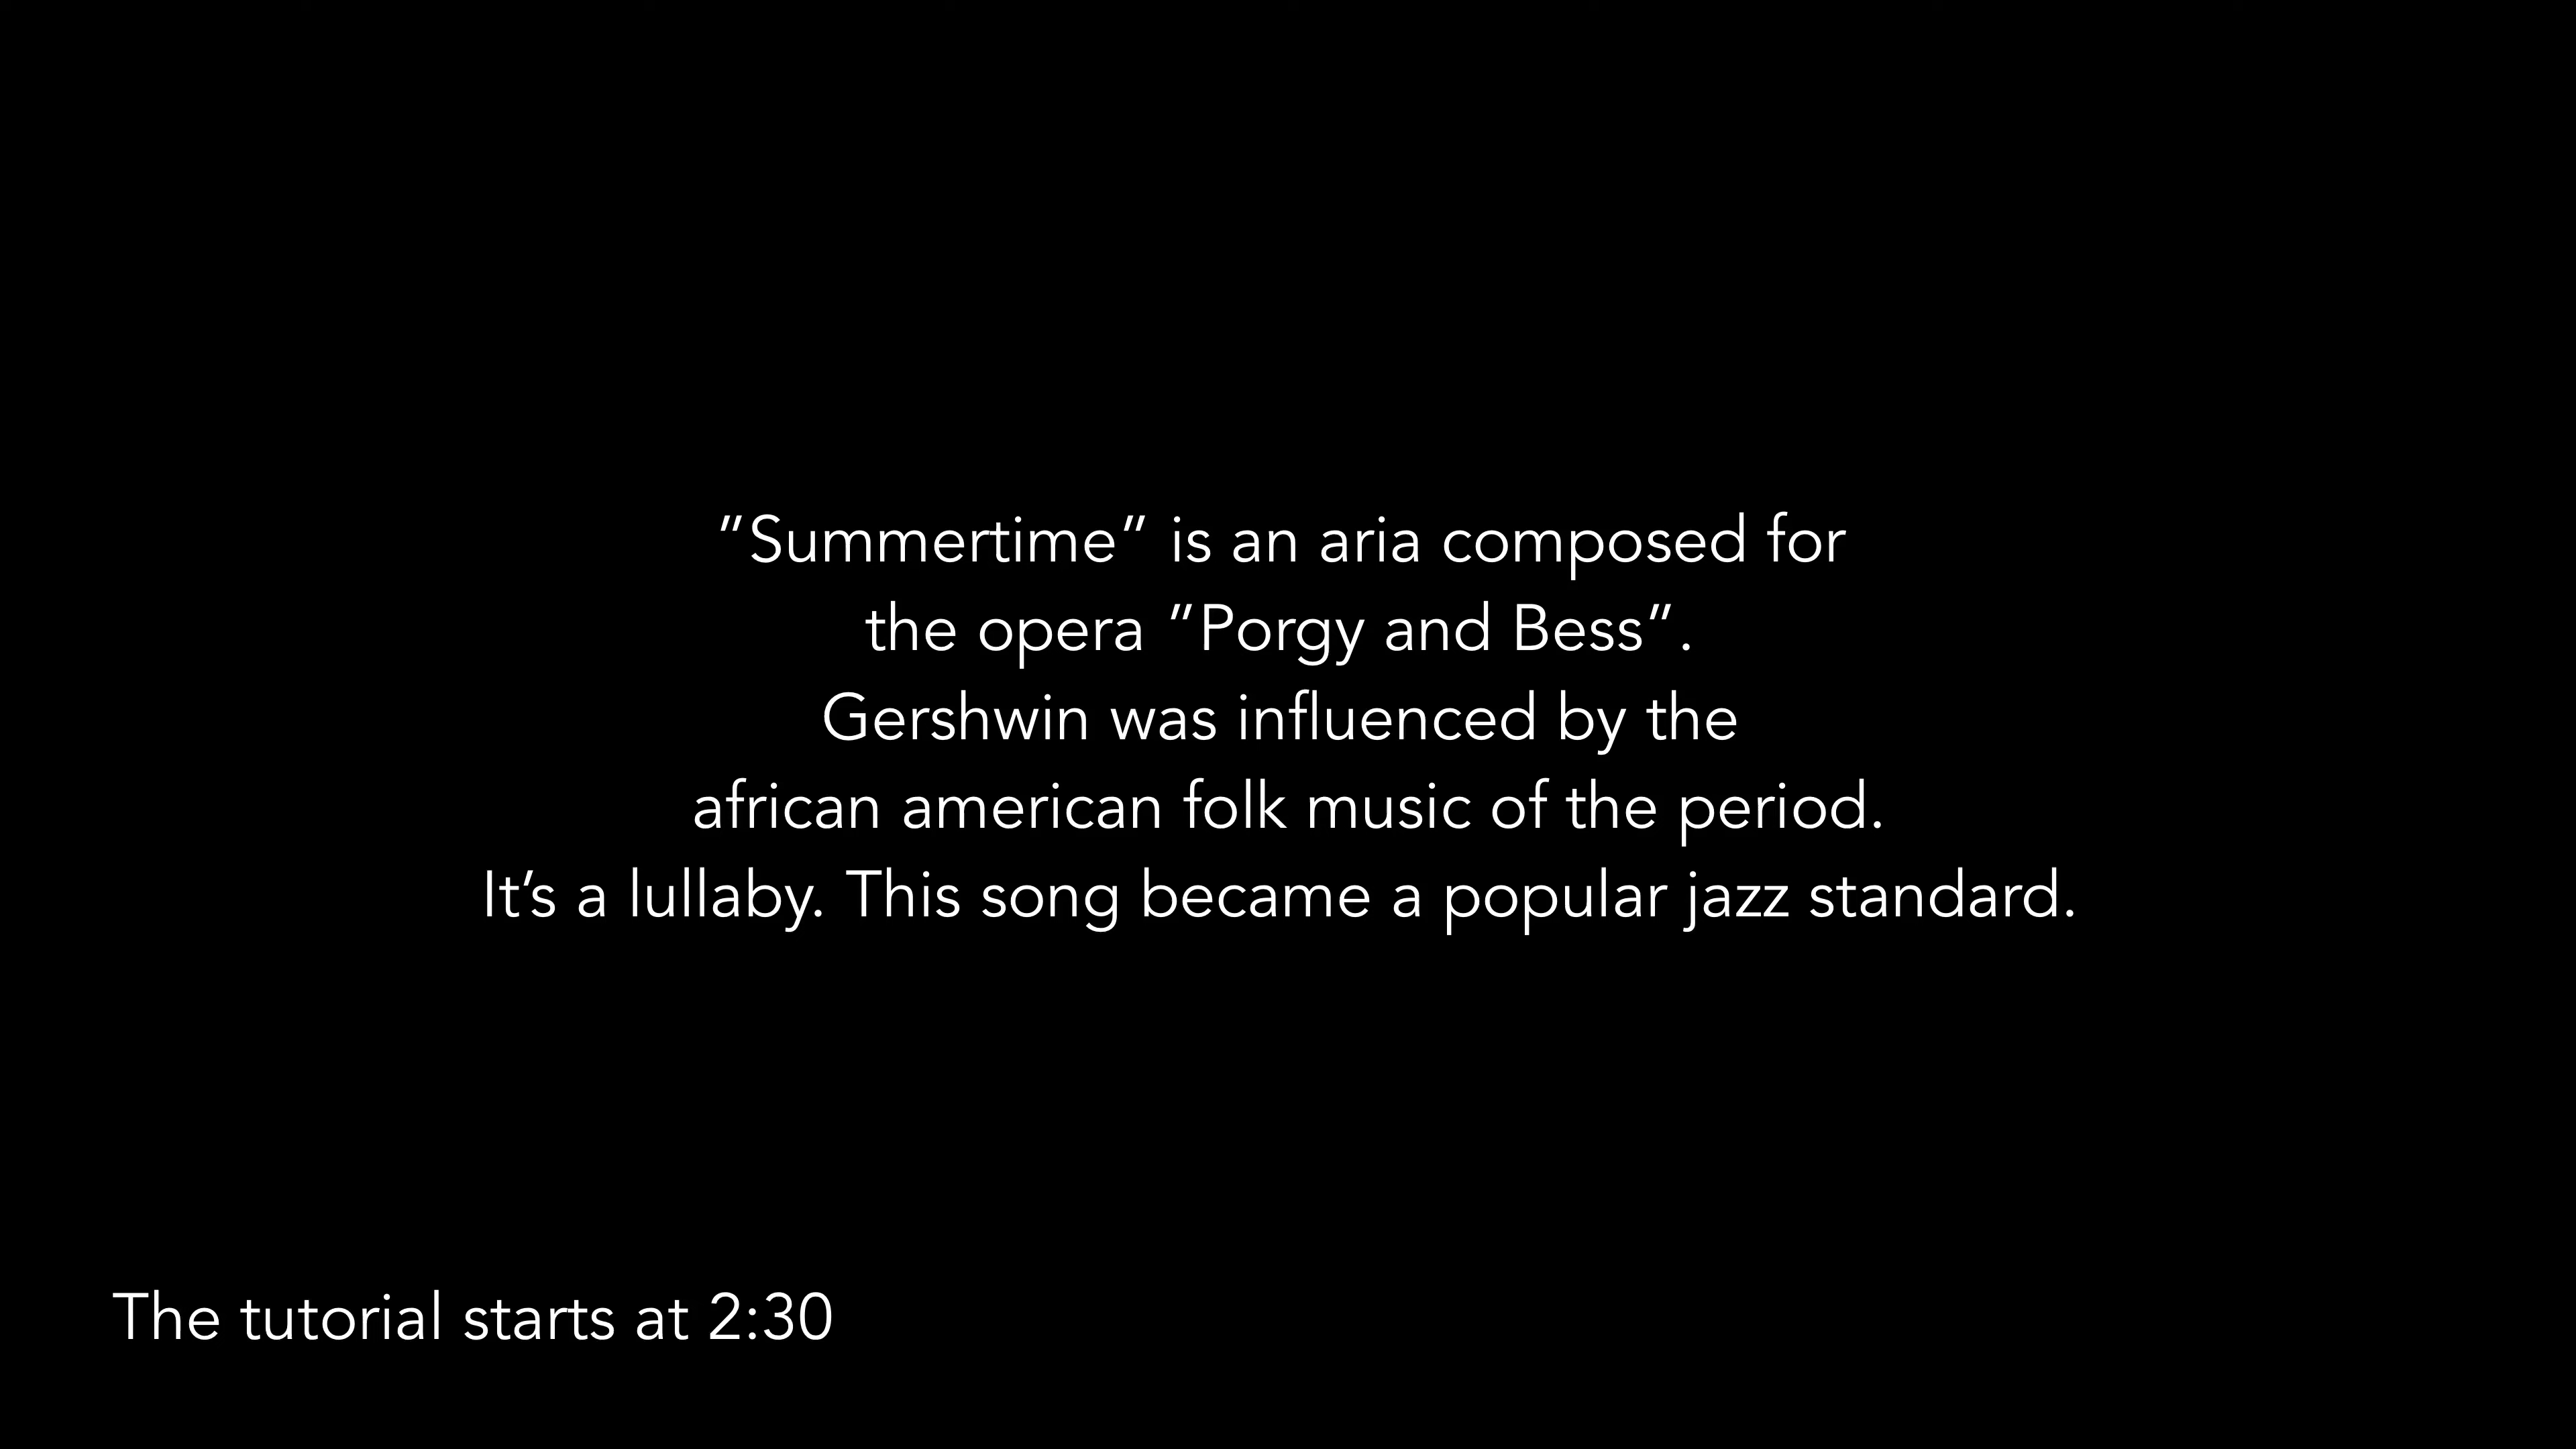 ”Summertime” is an aria composed for
the opera ”Porgy and Bess”.
Gershwin was influenced by the
african american folk music of the period.
It’s a lullaby. This song became a popular jazz standard.
The tutorial starts at 2:30